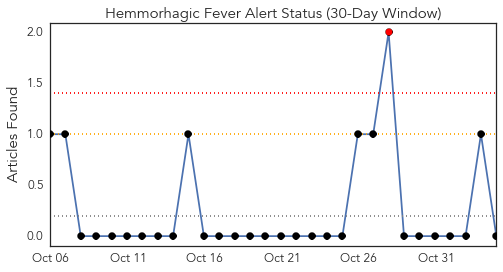 Hemmorhagic Fever Alert Status (30-Day Window)
Articles Found
2.0
1.5
1.0
0.5
0.0
Oct 06 Oct 11 Oct 16 Oct 21 Oct 26 Oct 31